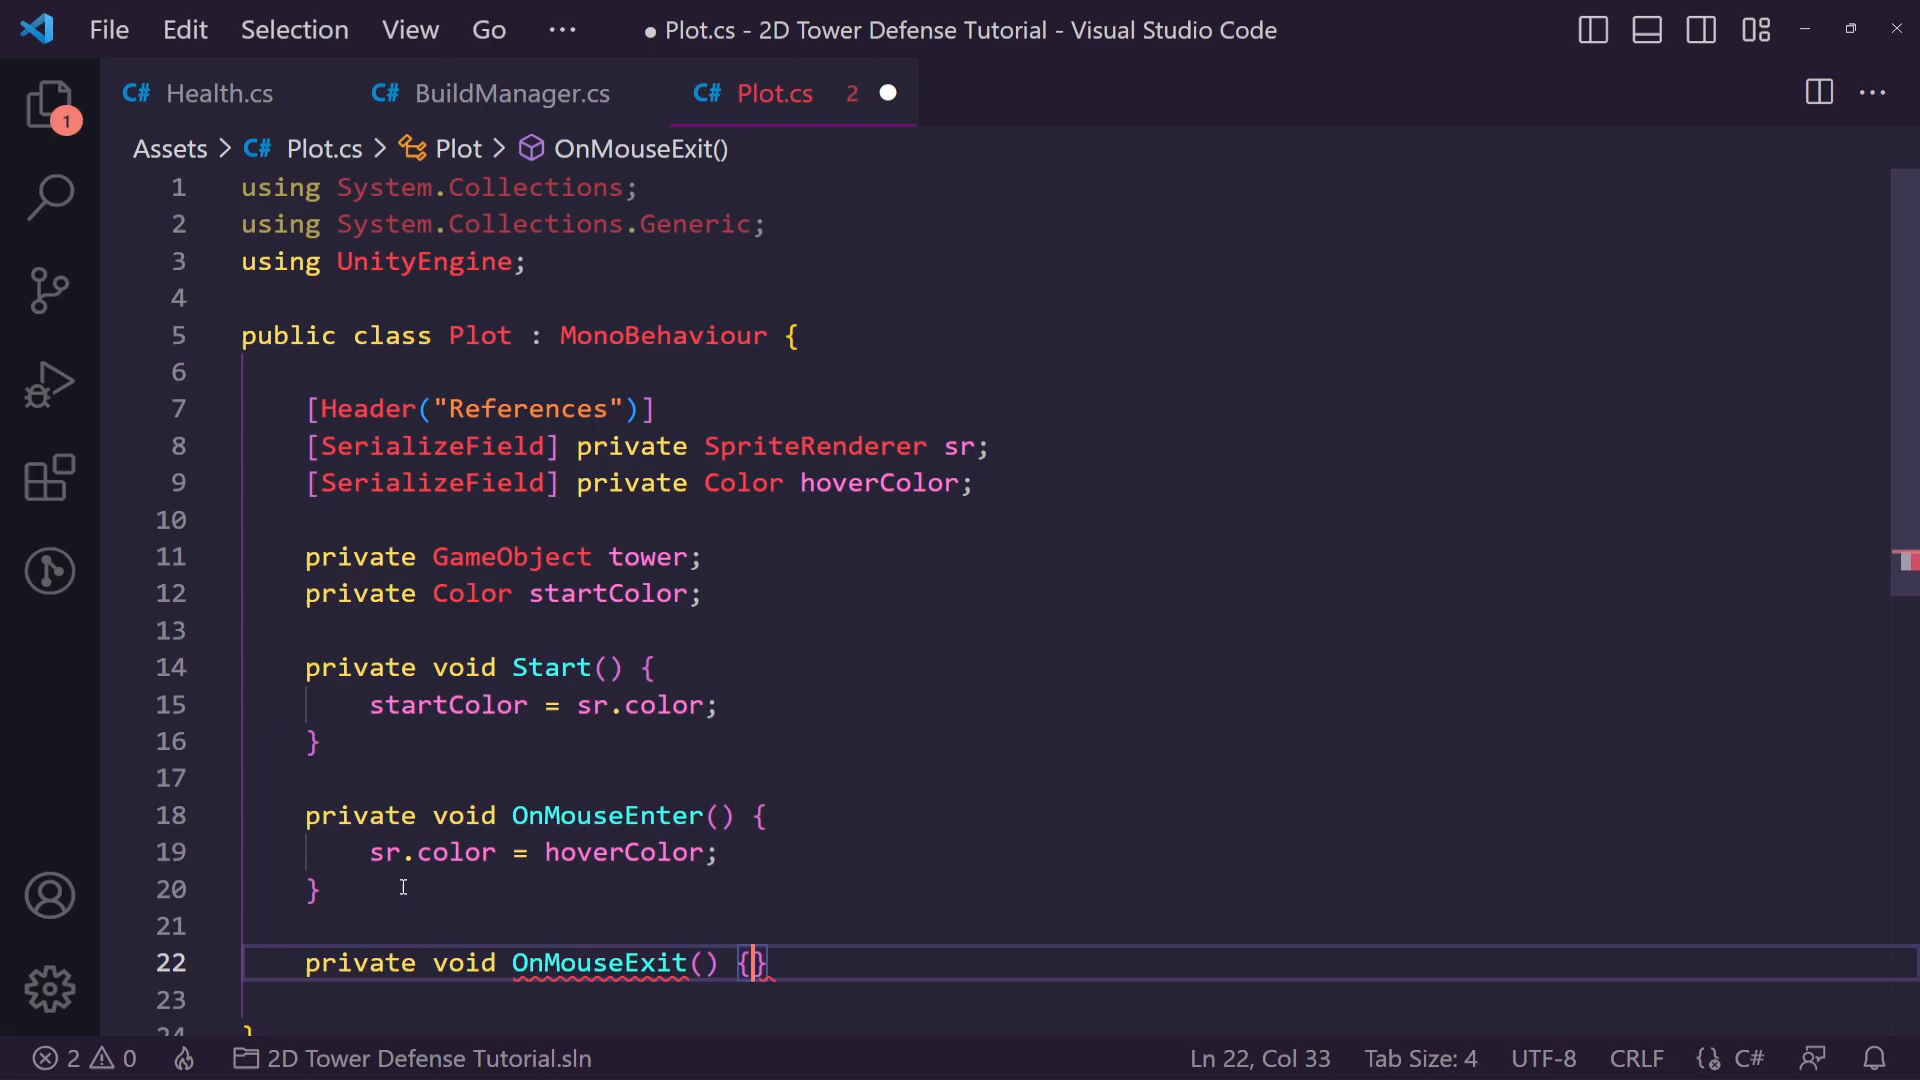 File Edit Selection View Go ··· ● Plot.cs - 2D Tower Defense Tutorial - Visual Studio Code
C# Health.cs C# BuildManager.cs C# Plot.cs 2 ●
1
Assets > C# Plot.cs > Plot > OnMouseExit()
1 using System.Collections;
2 using System.Collections.Generic;
3 using UnityEngine;
4
5 public class Plot : MonoBehaviour {
6
7 [Header("References")]
8 [SerializeField] private SpriteRenderer sr;
9 [SerializeField] private Color hoverColor;
10
11 private GameObject tower;
12 private Color startColor;
13
14 private void Start() {
15 startColor = sr.color;
16 }
17
18 private void OnMouseEnter() {
19 sr.color = hoverColor;
20 }
21
22 private void OnMouseExit() {}
23
24 }
2 0 2D Tower Defense Tutorial.sln Ln 22, Col 33 Tab Size: 4 UTF-8 CRLF C#